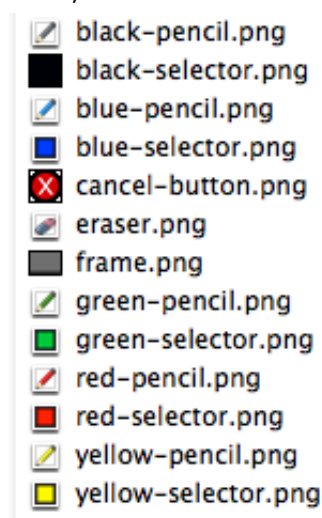 black-pencil.png
black-selector.png
blue-pencil.png
blue-selector.png
cancel-button.png
eraser.png
frame.png
green-pencil.png
green-selector.png
red-pencil.png
red-selector.png
yellow-pencil.png
yellow-selector.png